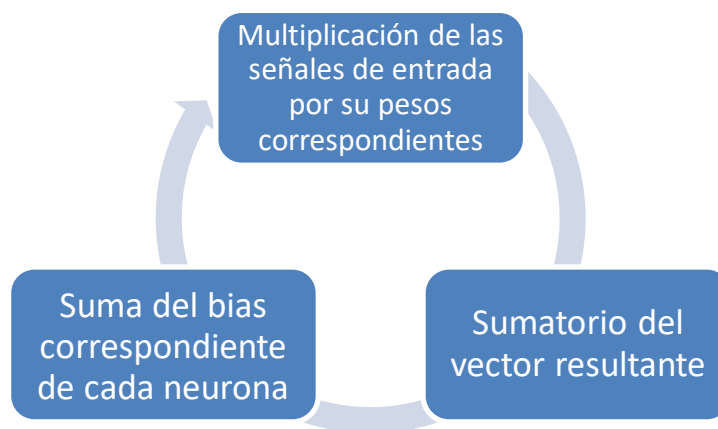 Multiplicación de las
señales de entrada
por su pesos
correspondientes
Sumatorio del
vector resultante
Suma del bias
correspondiente
de cada neurona